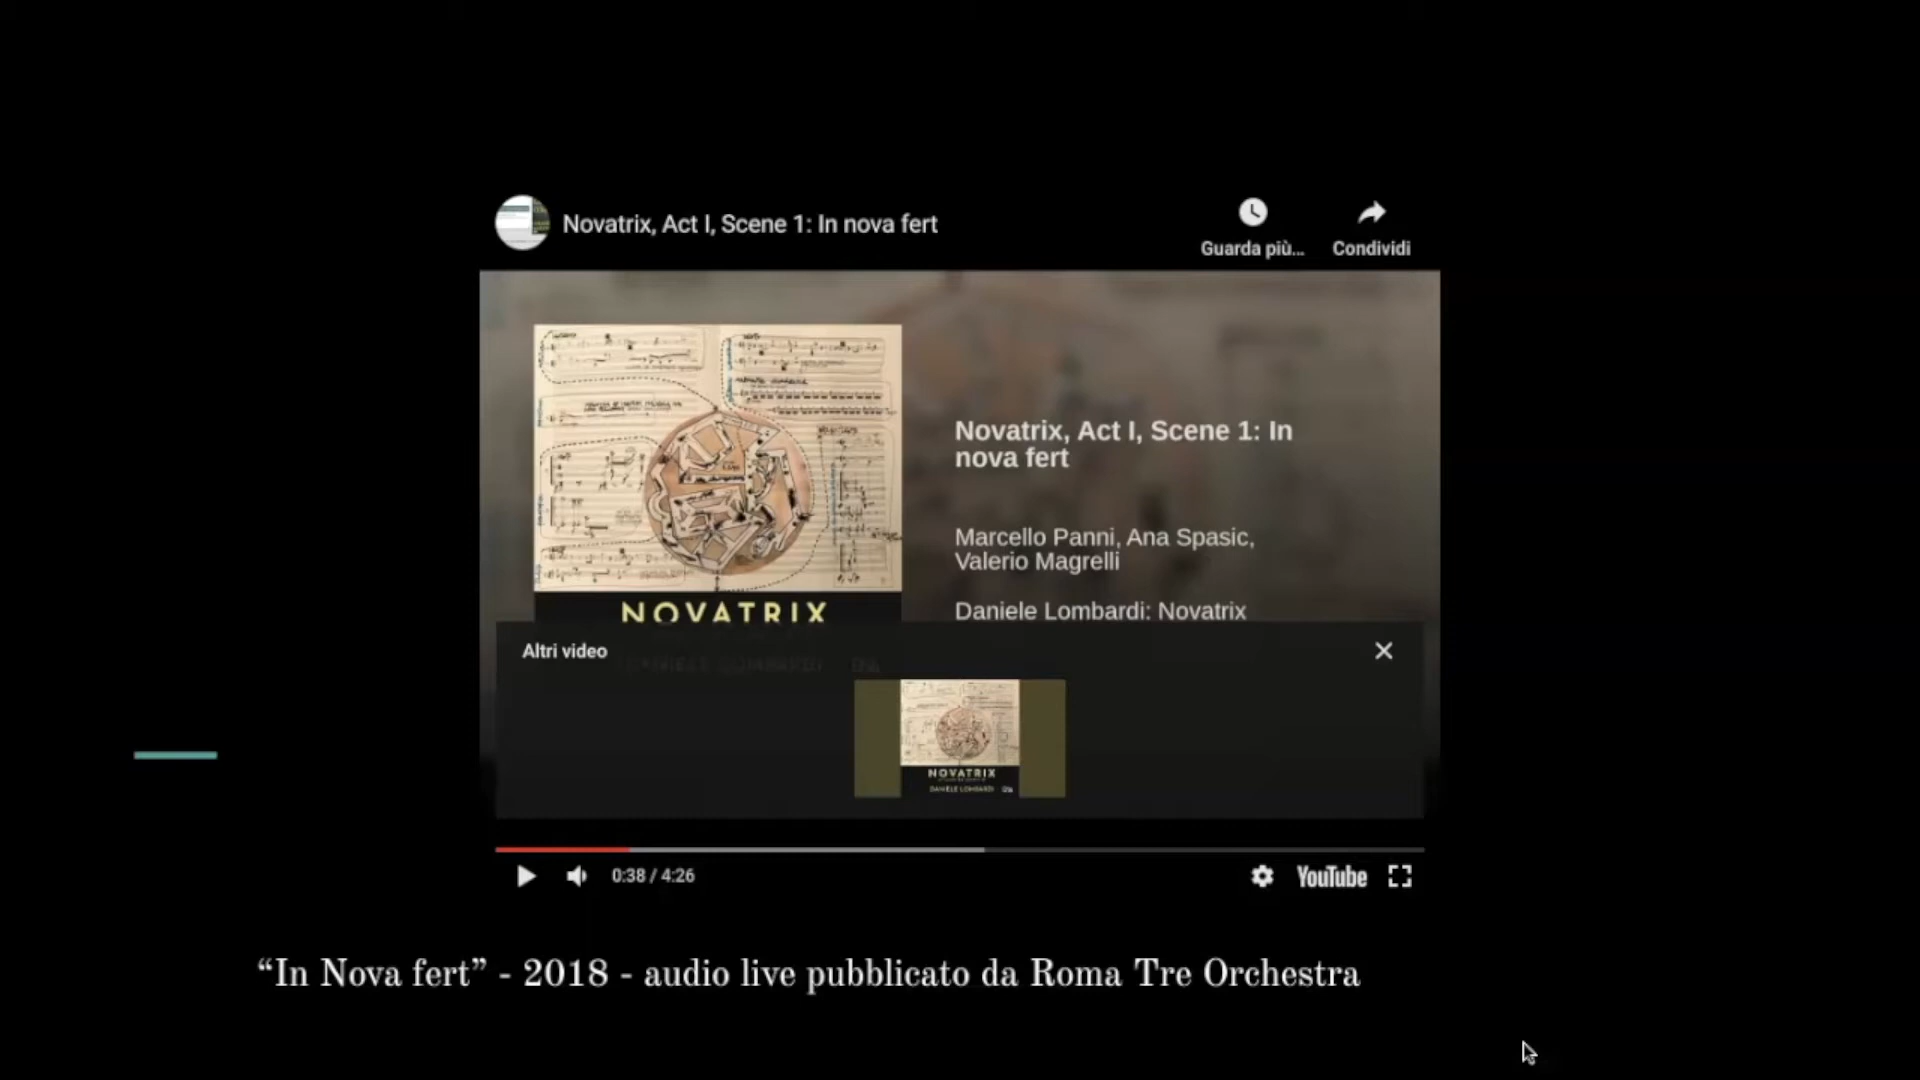 Novatrix, Act I, Scene 1: In nova fert
Guarda più...
Condividi
Novatrix, Act I, Scene 1: In
nova fert
Marcello Panni, Ana Spasic,
Valerio Magrelli
Daniele Lombardi: Novatrix
NOVATRIX
Altri video
NOVATRIX
DANIELE LOMBARDI
0:38 / 4:26
YouTube
“In Nova fert” - 2018 - audio live pubblicato da Roma Tre Orchestra